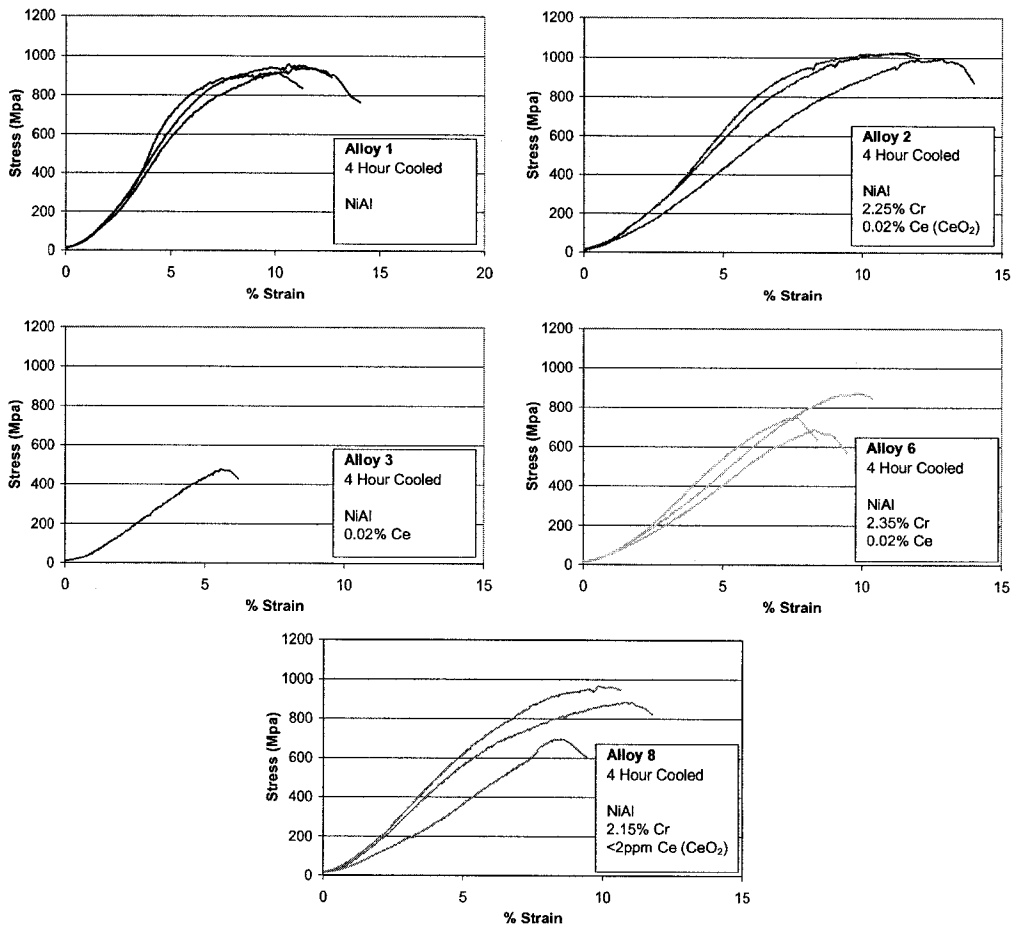 1200
1000
800
600
400
200
0
Stress (Mpa)
0 5 10 15 20
% Strain
Alloy 1
4 Hour Cooled
NiAl
1200
1000
800
600
400
200
0
Stress (Mpa)
0 5 10 15
% Strain
Alloy 2
4 Hour Cooled
NiAl
2.25% Cr
0.02% Ce (CeO₂)
1200
1000
800
600
400
200
0
Stress (Mpa)
0 5 10 15
% Strain
Alloy 3
4 Hour Cooled
NiAl
0.02% Ce
1200
1000
800
600
400
200
0
Stress (Mpa)
0 5 10 15
% Strain
Alloy 6
4 Hour Cooled
NiAl
2.35% Cr
0.02% Ce
1200
1000
800
600
400
200
0
Stress (Mpa)
0 5 10 15
% Strain
Alloy 8
4 Hour Cooled
NiAl
2.15% Cr
<2ppm Ce (CeO₂)